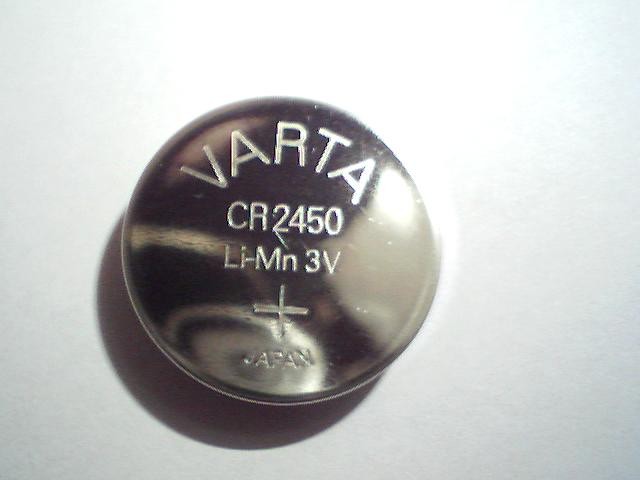 VARTA
CR2450
Li-Mn 3V
+
JAPAN